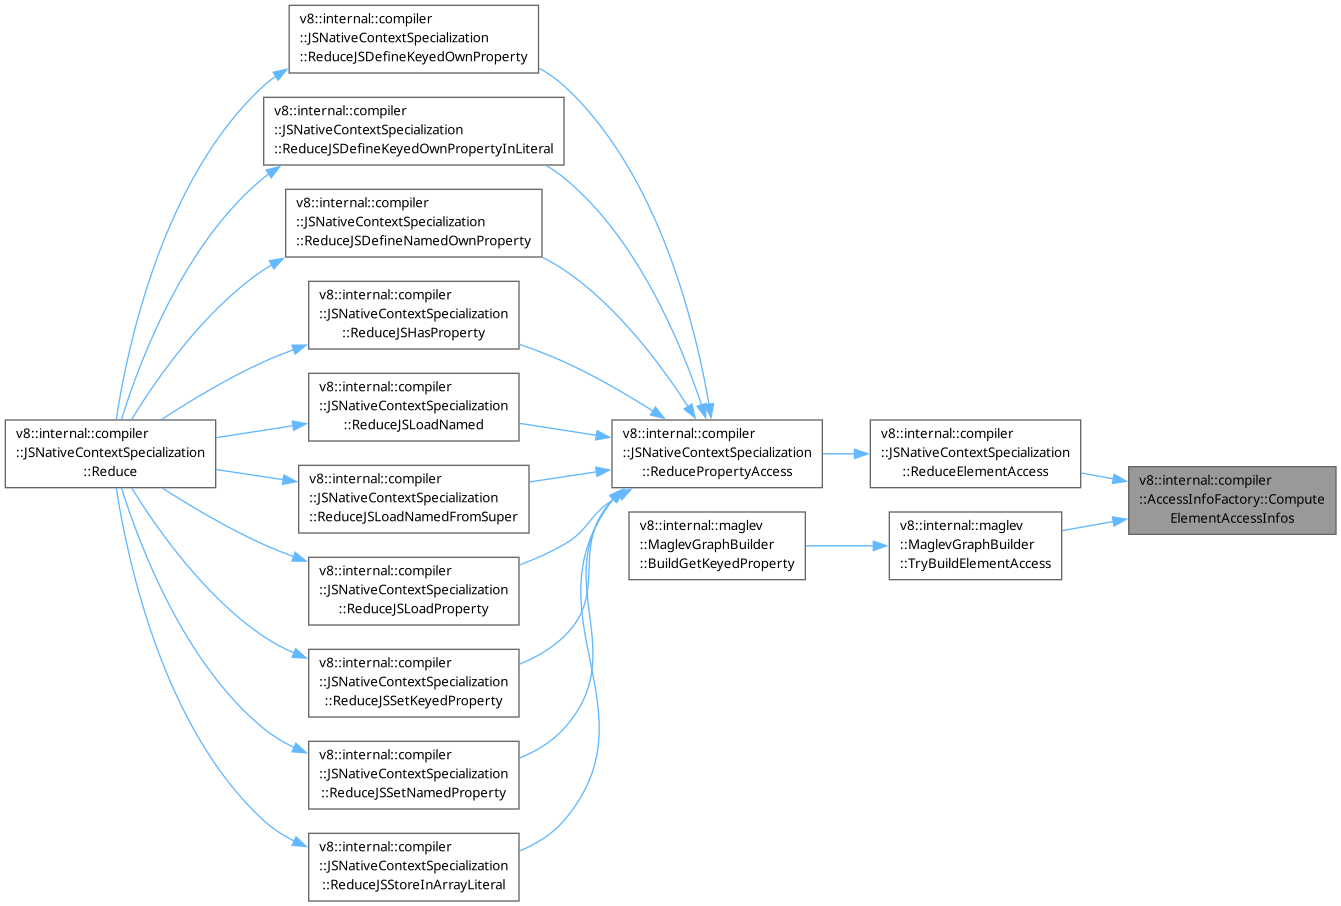 v8::internal::compiler
::JSNativeContextSpecialization
::ReduceJSDefineKeyedOwnProperty
v8::internal::compiler
::JSNativeContextSpecialization
::ReduceJSDefineKeyedOwnPropertyInLiteral
v8::internal::compiler
::JSNativeContextSpecialization
::ReduceJSDefineNamedOwnProperty
v8::internal::compiler
::JSNativeContextSpecialization
::ReduceJSHasProperty
v8::internal::compiler
::JSNativeContextSpecialization
::ReduceJSLoadNamed
v8::internal::compiler
::JSNativeContextSpecialization
::Reduce
v8::internal::compiler
::JSNativeContextSpecialization
::ReducePropertyAccess
v8::internal::compiler
::JSNativeContextSpecialization
::ReduceElementAccess
v8::internal::compiler
::AccessInfoFactory::Compute
ElementAccessInfos
v8::internal::compiler
::JSNativeContextSpecialization
::ReduceJSLoadNamedFromSuper
v8::internal::maglev
::MaglevGraphBuilder
::BuildGetKeyedProperty
v8::internal::maglev
::MaglevGraphBuilder
::TryBuildElementAccess
v8::internal::compiler
::JSNativeContextSpecialization
::ReduceJSLoadProperty
v8::internal::compiler
::JSNativeContextSpecialization
::ReduceJSSetKeyedProperty
v8::internal::compiler
::JSNativeContextSpecialization
::ReduceJSSetNamedProperty
v8::internal::compiler
::JSNativeContextSpecialization
::ReduceJSStoreInArrayLiteral